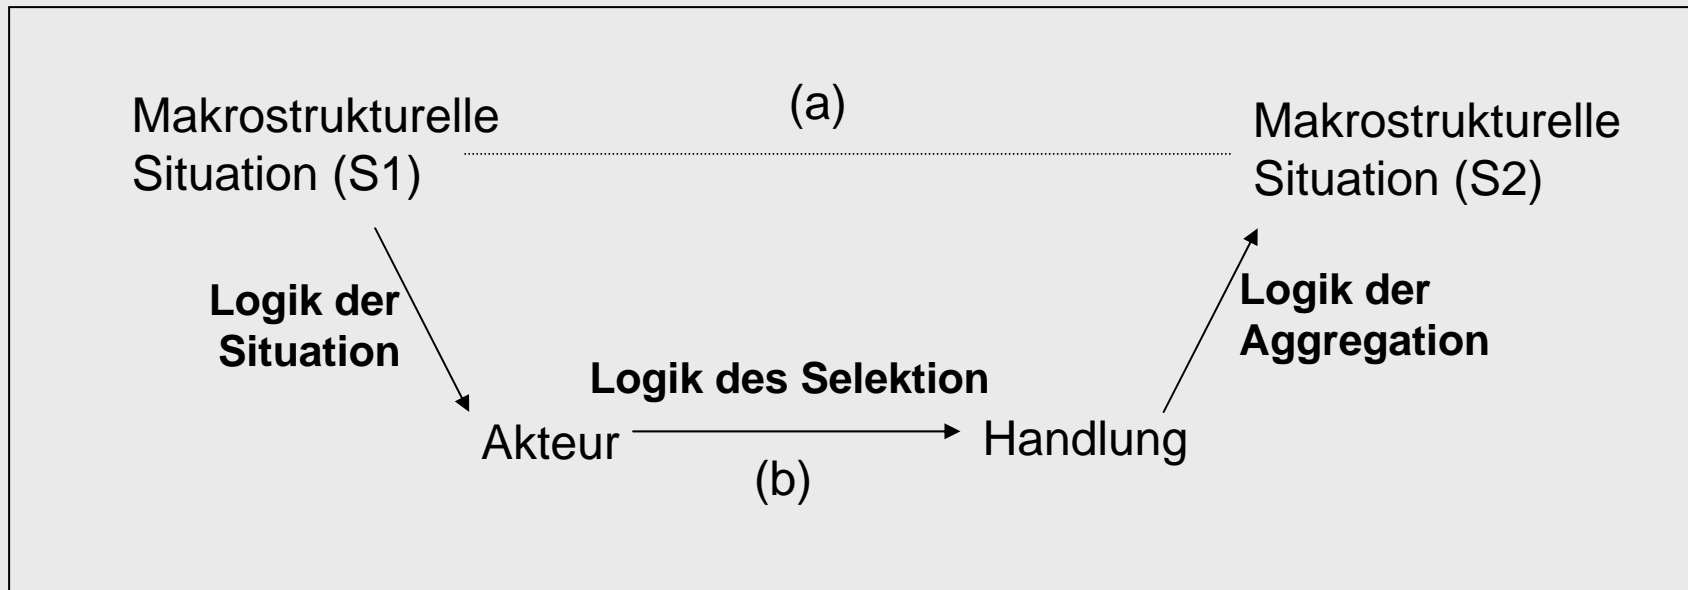 (a)
Makrostrukturelle
Situation (S1)
Makrostrukturelle
Situation (S2)
Logik der
Situation
Logik der
Aggregation
Logik des Selektion
Akteur
Handlung
(b)